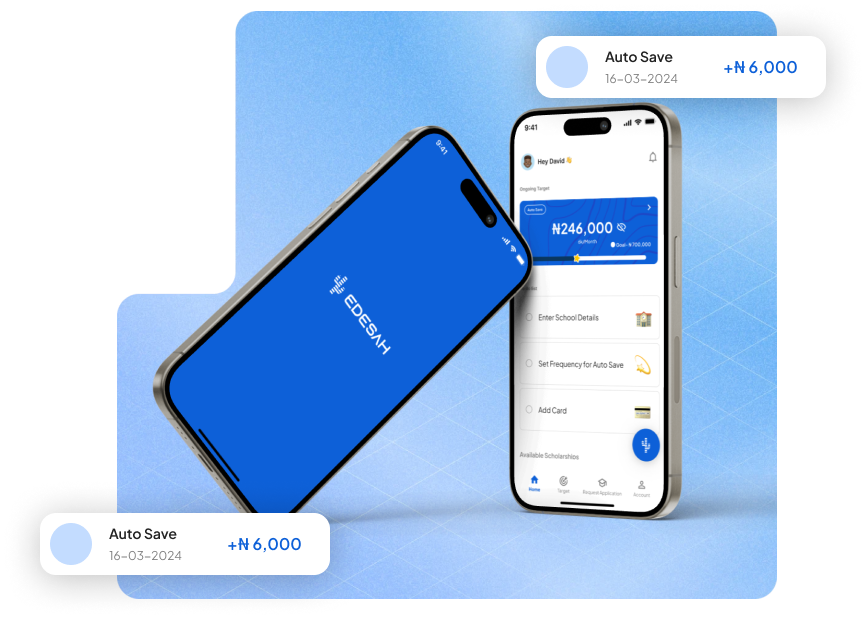 Auto Save
16-03-2024
+₦ 6,000
9:41
Hey David 👋
Ongoing Target
Auto Save
₦246,000
Goal: ₦700,000
Enter School Details
Set Frequency for Auto Save
Add Card
Available Scholarships
Home
Target
Request Application
Account
9:41
EDESAH
Auto Save
16-03-2024
+₦ 6,000